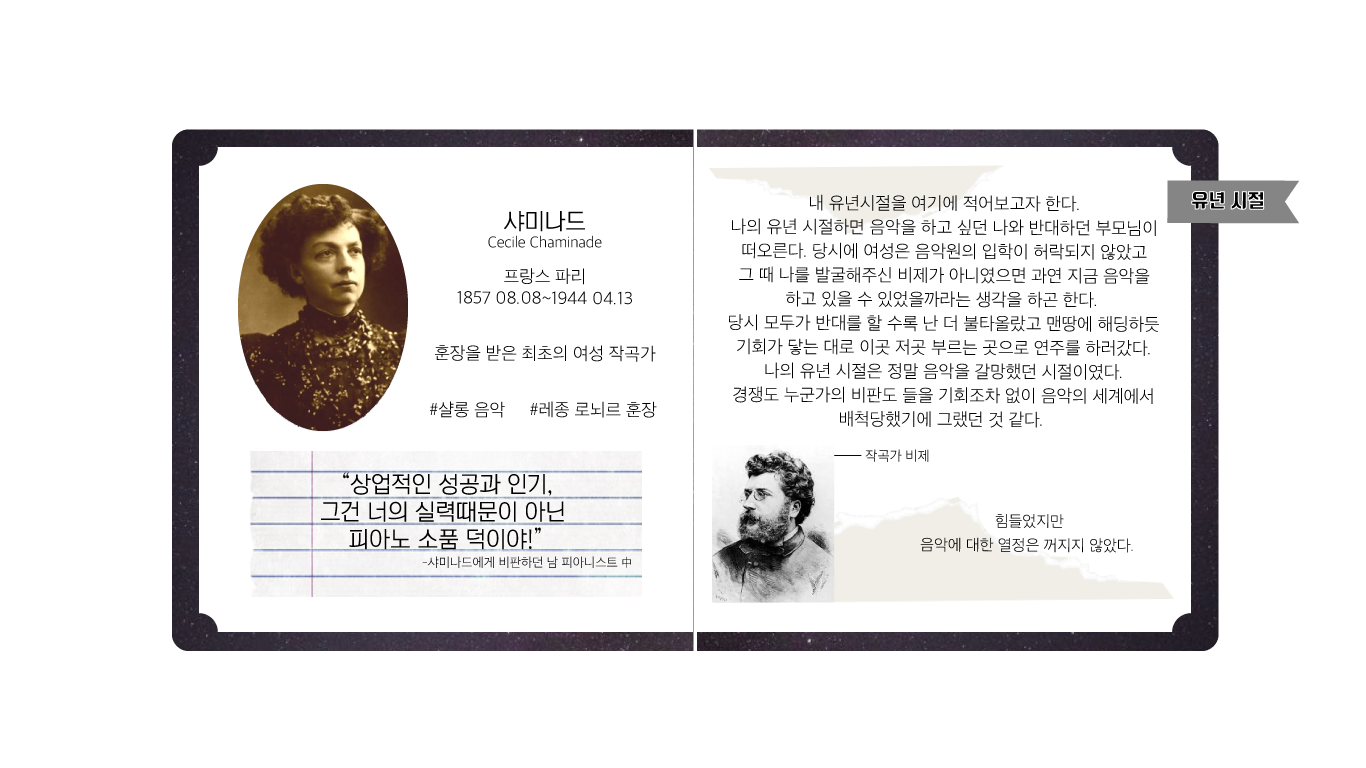 샤미나드
Cecile Chaminade
프랑스 파리
1857 08.08~1944 04.13
훈장을 받은 최초의 여성 작곡가
#샬롱 음악 #레종 로뇌르 훈장
“상업적인 성공과 인기,
그건 너의 실력때문이 아닌
피아노 소품 덕이야!”
-샤미나드에게 비판하던 남 피아니스트 中
유년 시절
내 유년시절을 여기에 적어보고자 한다.
나의 유년 시절하면 음악을 하고 싶던 나와 반대하던 부모님이
떠오른다. 당시에 여성은 음악원의 입학이 허락되지 않았고
그 때 나를 발굴해주신 비제가 아니였으면 과연 지금 음악을
하고 있을 수 있었을까라는 생각을 하곤 한다.
당시 모두가 반대를 할 수록 난 더 불타올랐고 맨땅에 해딩하듯
기회가 닿는 대로 이곳 저곳 부르는 곳으로 연주를 하러갔다.
나의 유년 시절은 정말 음악을 갈망했던 시절이였다.
경쟁도 누군가의 비판도 들을 기회조차 없이 음악의 세계에서
배척당했기에 그랬던 것 같다.
작곡가 비제
힘들었지만
음악에 대한 열정은 꺼지지 않았다.